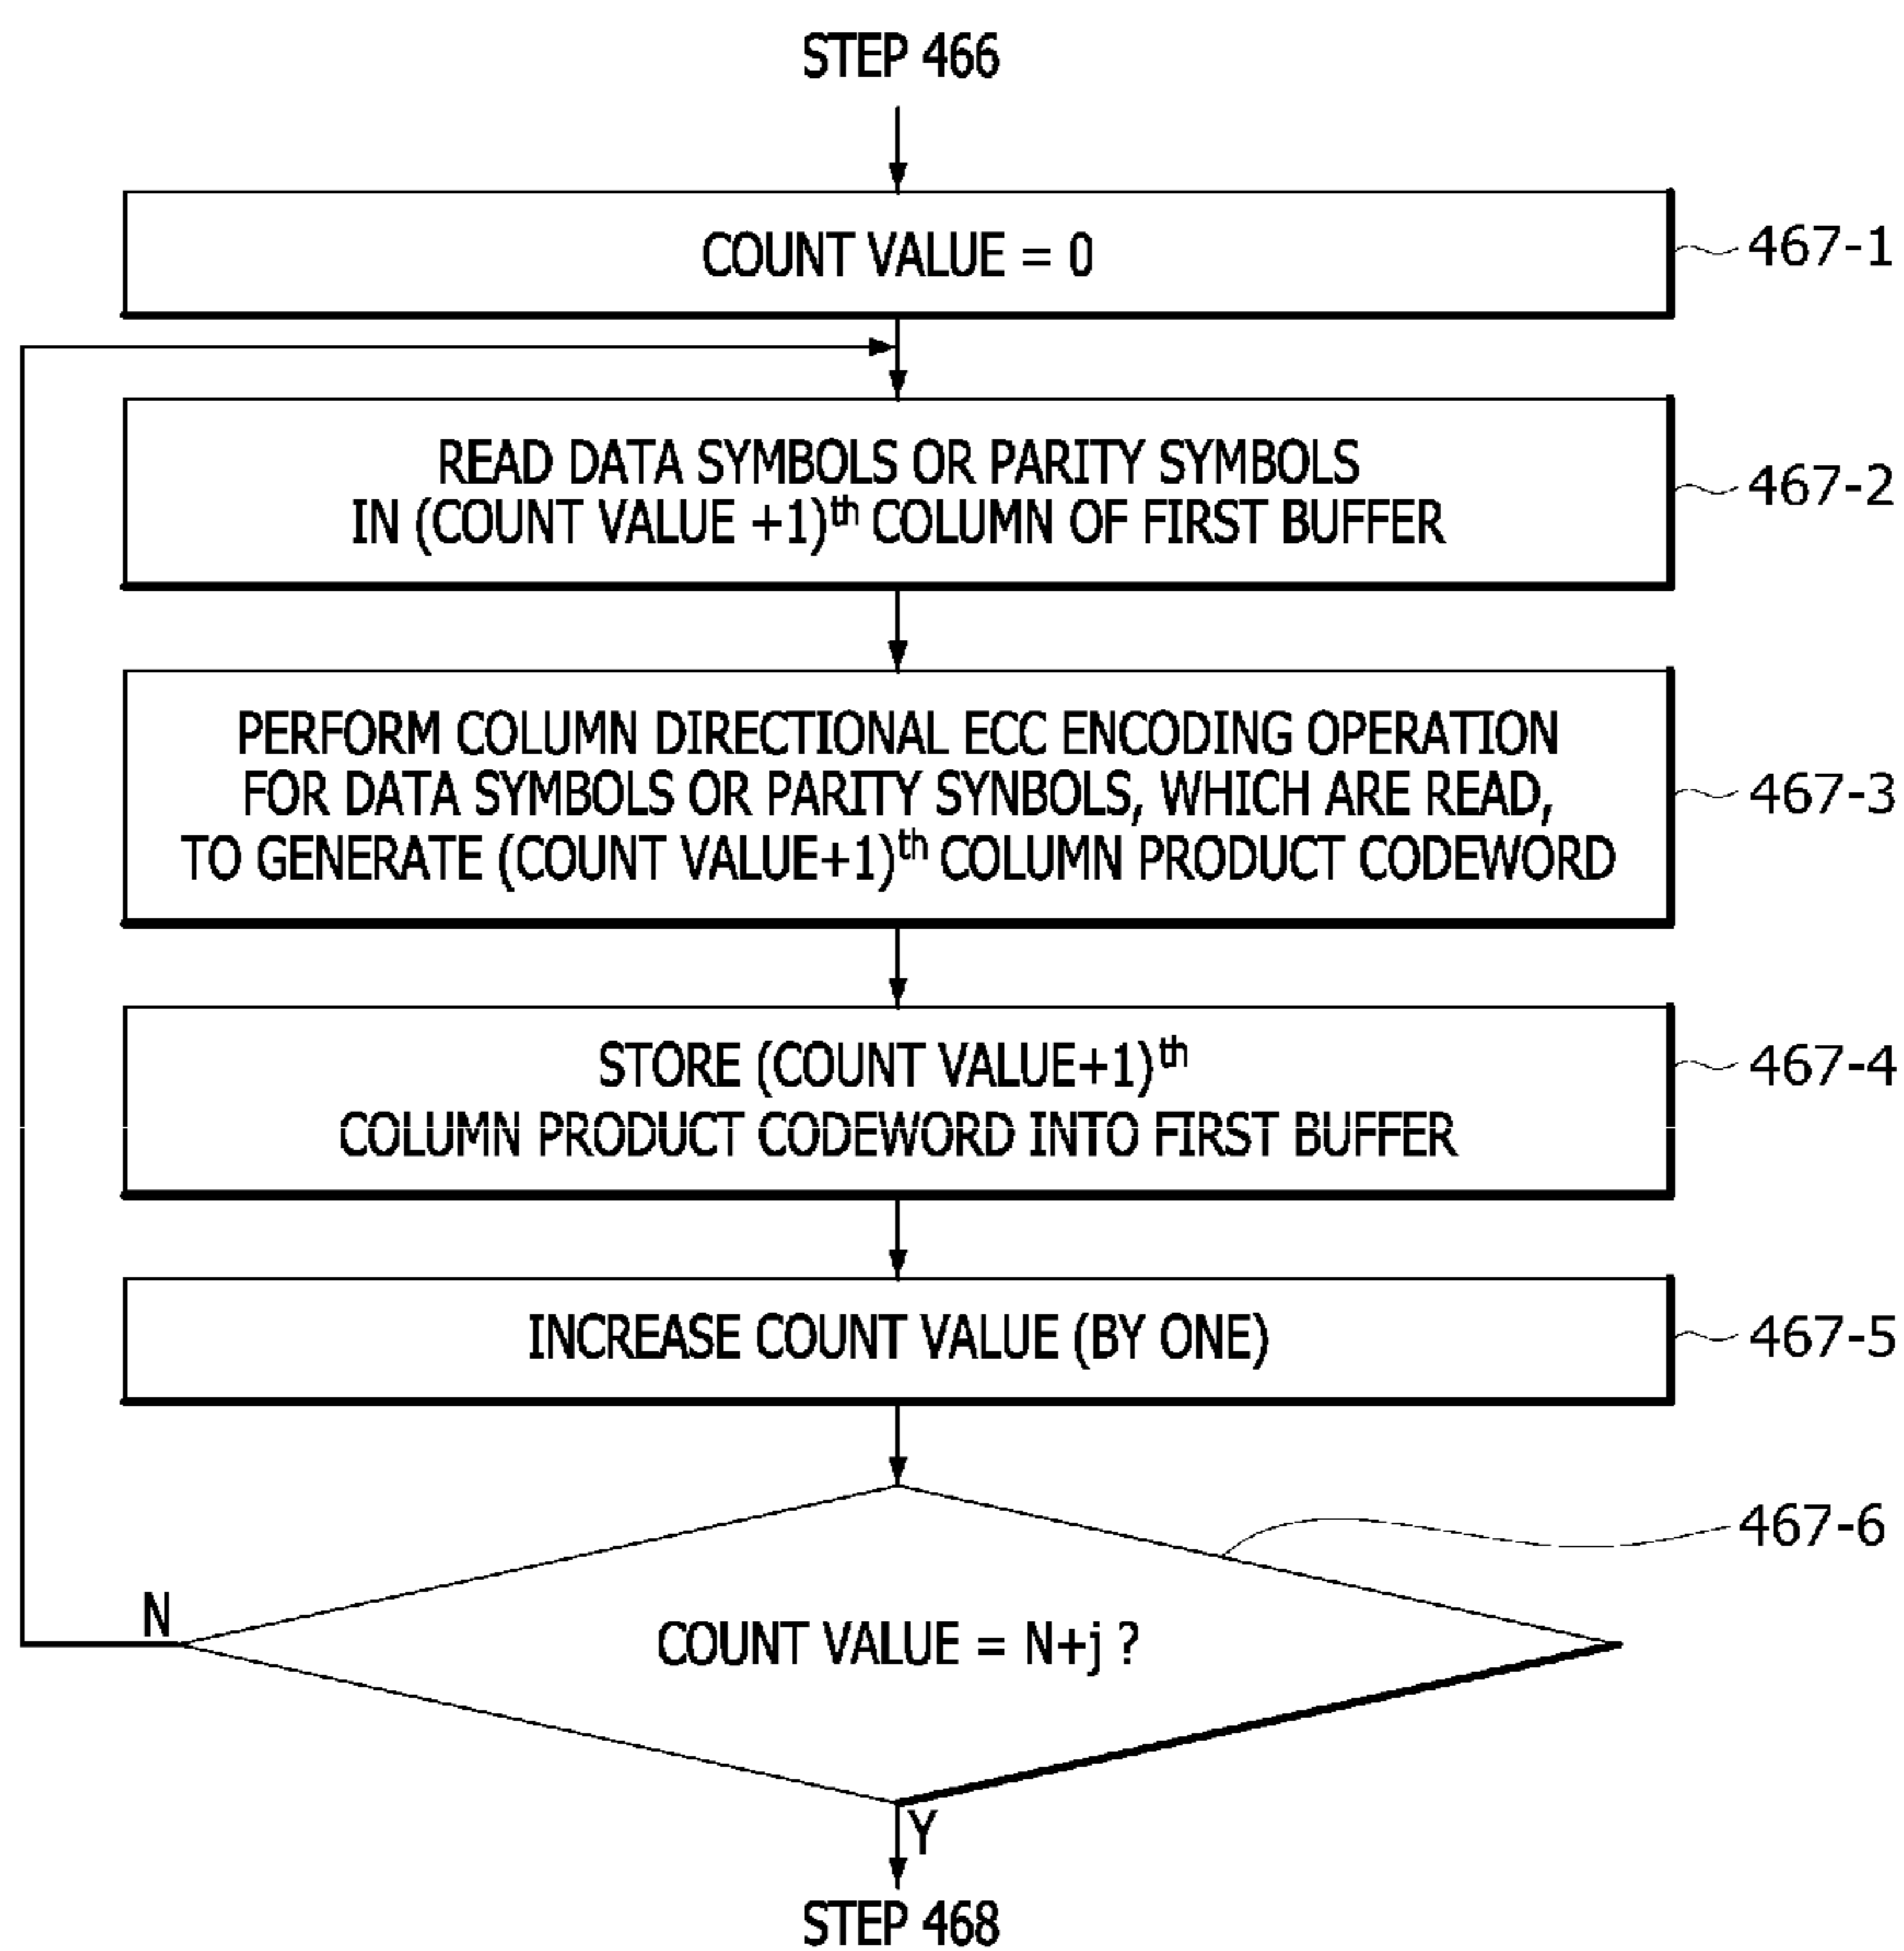 STEP 466
COUNT VALUE = 0
467-1
READ DATA SYMBOLS OR PARITY SYMBOLS
IN (COUNT VALUE +1)th COLUMN OF FIRST BUFFER
467-2
PERFORM COLUMN DIRECTIONAL ECC ENCODING OPERATION
FOR DATA SYMBOLS OR PARITY SYNBOLS, WHICH ARE READ,
TO GENERATE (COUNT VALUE+1)th COLUMN PRODUCT CODEWORD
467-3
STORE (COUNT VALUE+1)th
COLUMN PRODUCT CODEWORD INTO FIRST BUFFER
467-4
INCREASE COUNT VALUE (BY ONE)
467-5
467-6
N
COUNT VALUE = N+j ?
Y
STEP 468